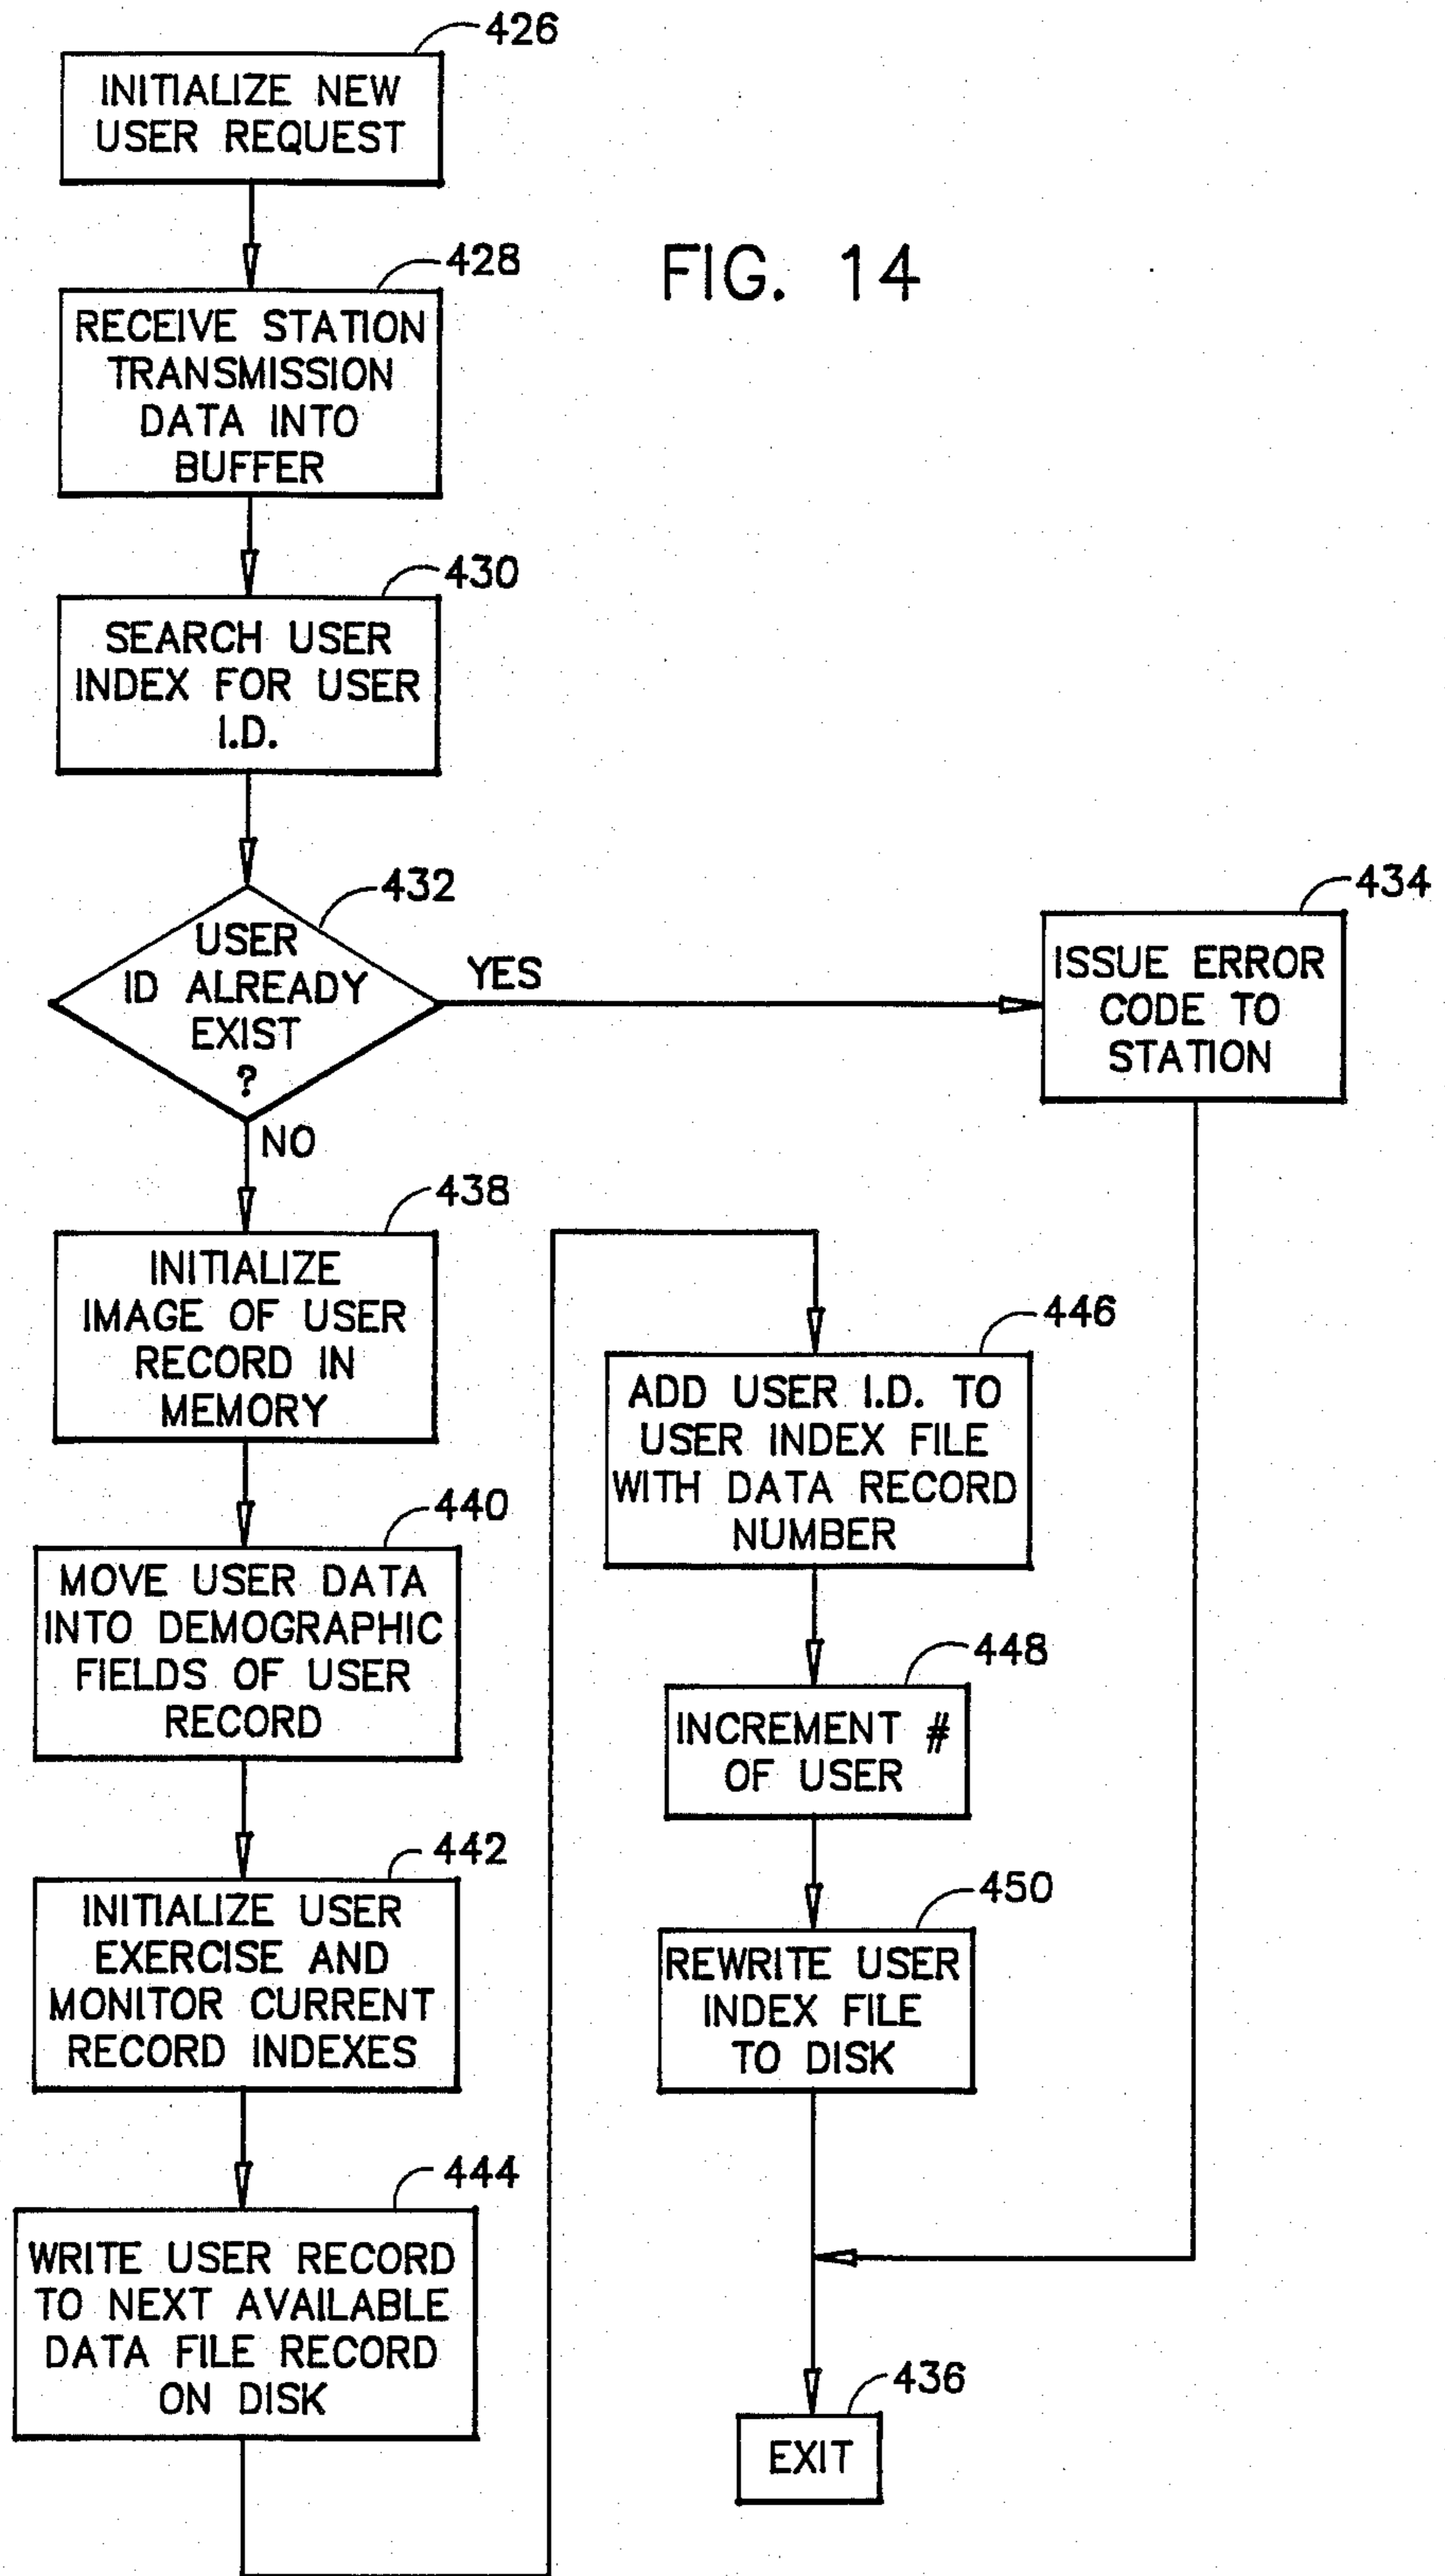 426
INITIALIZE NEW
USER REQUEST
FIG. 14
428
RECEIVE STATION
TRANSMISSION
DATA INTO
BUFFER
430
SEARCH USER
INDEX FOR USER
I.D.
432
USER
ID ALREADY
EXIST
?
YES
NO
434
ISSUE ERROR
CODE TO
STATION
438
INITIALIZE
IMAGE OF USER
RECORD IN
MEMORY
440
MOVE USER DATA
INTO DEMOGRAPHIC
FIELDS OF USER
RECORD
442
INITIALIZE USER
EXERCISE AND
MONITOR CURRENT
RECORD INDEXES
444
WRITE USER RECORD
TO NEXT AVAILABLE
DATA FILE RECORD
ON DISK
446
ADD USER I.D. TO
USER INDEX FILE
WITH DATA RECORD
NUMBER
448
INCREMENT #
OF USER
450
REWRITE USER
INDEX FILE
TO DISK
436
EXIT